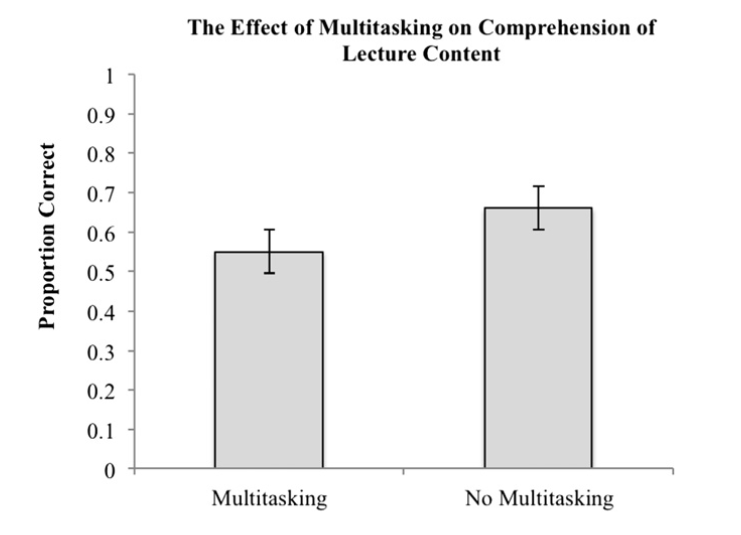 The Effect of Multitasking on Comprehension of
Lecture Content
Proportion Correct
1
0.9
0.8
0.7
0.6
0.5
0.4
0.3
0.2
0.1
0
Multitasking
No Multitasking